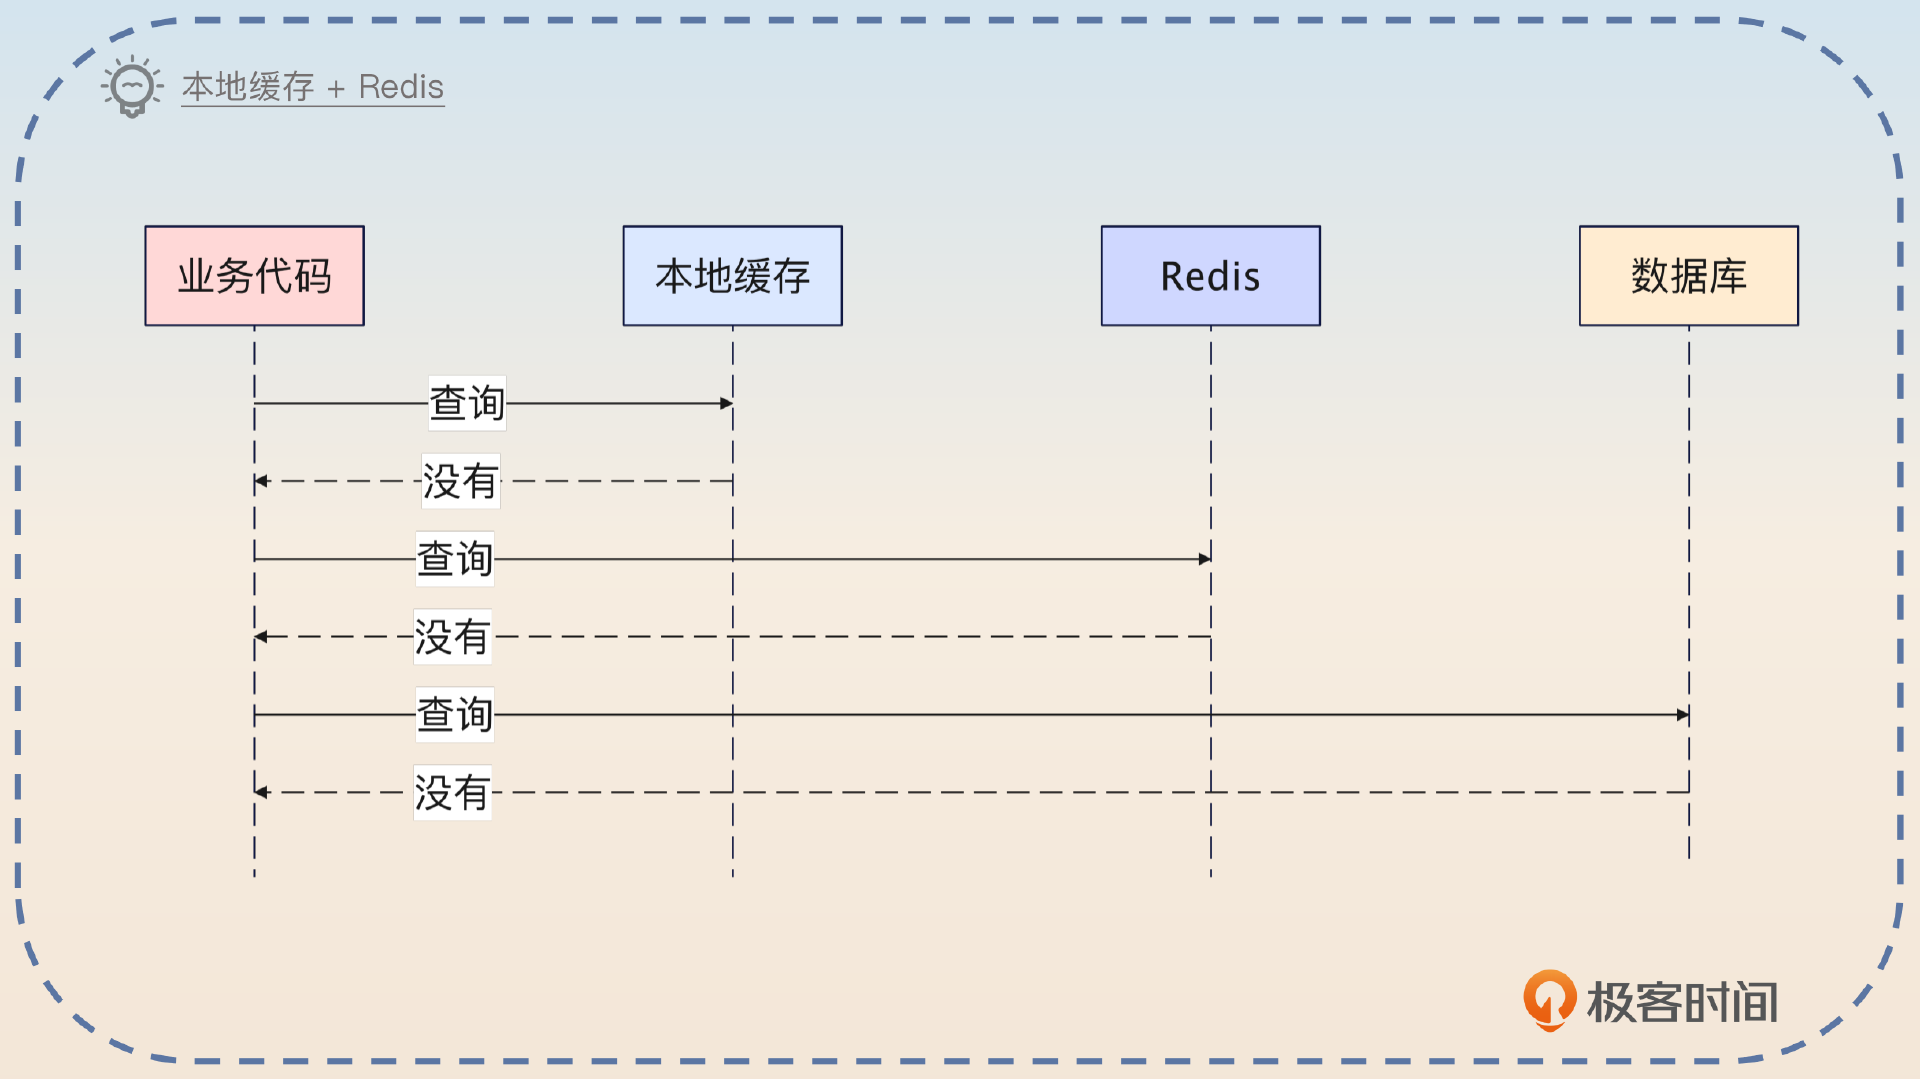 本地缓存 + Redis
业务代码
本地缓存
Redis
数据库
查询
没有
查询
没有
查询
没有
极客时间